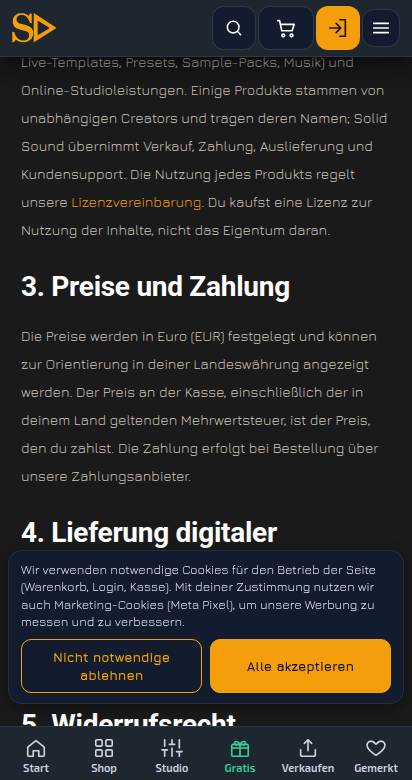 Live-Templates, Presets, Sample-Packs, Musik) und
Online-Studioleistungen. Einige Produkte stammen von
unabhängigen Creators und tragen deren Namen; Solid
Sound übernimmt Verkauf, Zahlung, Auslieferung und
Kundensupport. Die Nutzung jedes Produkts regelt
unsere Lizenzvereinbarung. Du kaufst eine Lizenz zur
Nutzung der Inhalte, nicht das Eigentum daran.
3. Preise und Zahlung
Die Preise werden in Euro (EUR) festgelegt und können
zur Orientierung in deiner Landeswährung angezeigt
werden. Der Preis an der Kasse, einschließlich der in
deinem Land geltenden Mehrwertsteuer, ist der Preis,
den du zahlst. Die Zahlung erfolgt bei Bestellung über
unsere Zahlungsanbieter.
4. Lieferung digitaler
Wir verwenden notwendige Cookies für den Betrieb der Seite
(Warenkorb, Login, Kasse). Mit deiner Zustimmung nutzen wir
auch Marketing-Cookies (Meta Pixel), um unsere Werbung zu
messen und zu verbessern.
Nicht notwendige
ablehnen
Alle akzeptieren
5. Widerrufsrecht
Start Shop Studio Gratis Verkaufen Gemerkt